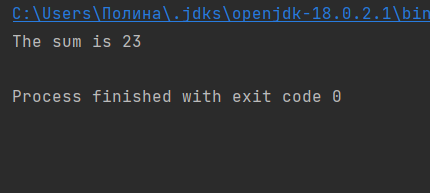 C:\Users\Полина\.jdks\openjdk-18.0.2.1\bin
The sum is 23
Process finished with exit code 0